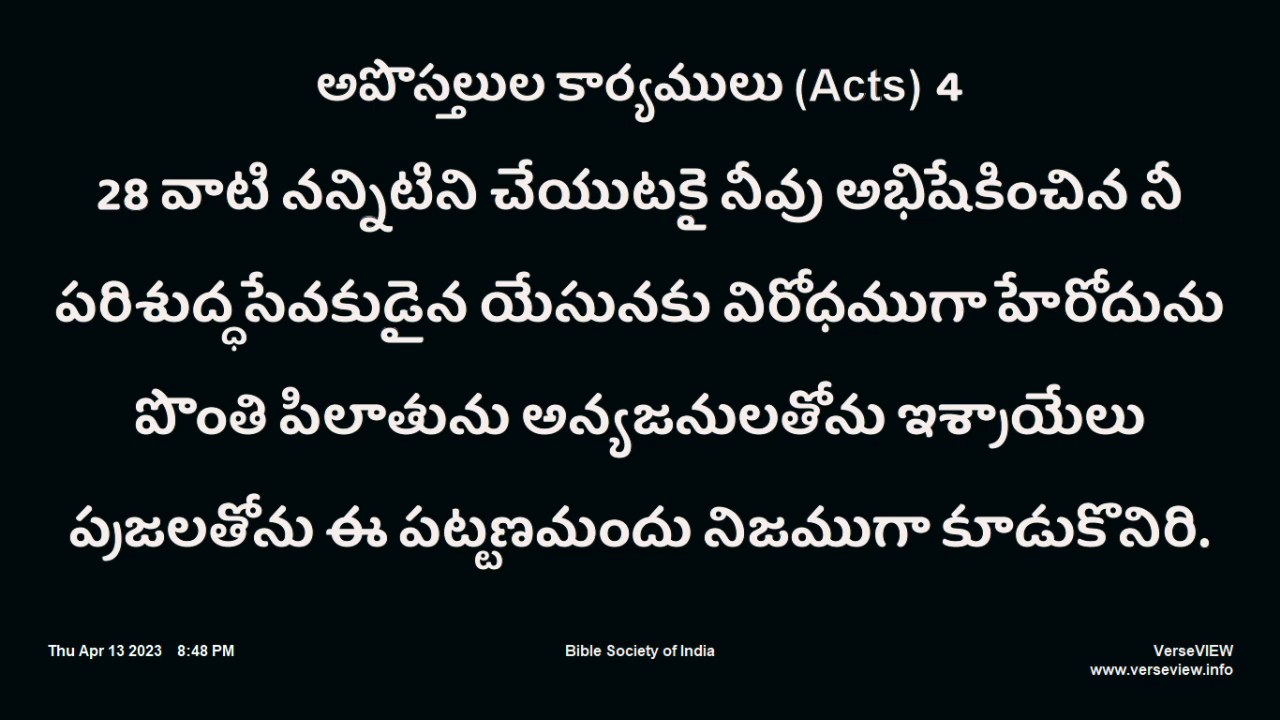 అపొస్తలుల కార్యములు (Acts) 4
28 వాటి నన్నిటిని చేయుటకై నీవు అభిషేకించిన నీ
పరిశుద్ధసేవకుడైన యేసునకు విరోధముగా హేరోదును
పొంతి పిలాతును అన్యజనులతోను ఇశ్రాయేలు
ప్రజలతోను ఈ పట్టణమందు నిజముగా కూడుకొనిరి.
Thu Apr 13 2023 8:48 PM
Bible Society of India
VerseVIEW
www.verseview.info